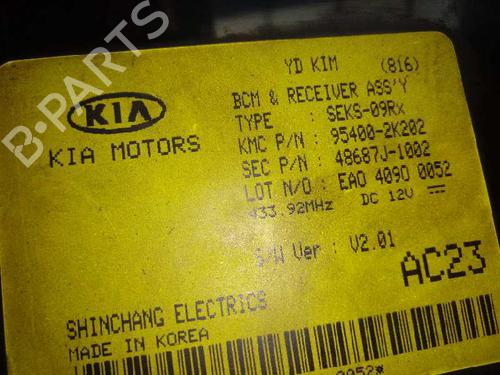 YD KIM (816)
BCM & RECEIVER ASS'Y
TYPE : SEKS-09Rx
KMC P/N : 95400-2K202
SEC P/N : 48687J-1002
LOT N/O : EAO 4090 0052
433.92MHz DC 12V
S/W Ver : V2.01
AC23
KIA
KIA MOTORS
SHINCHANG ELECTRICS
MADE IN KOREA
0052*
B-PARTS